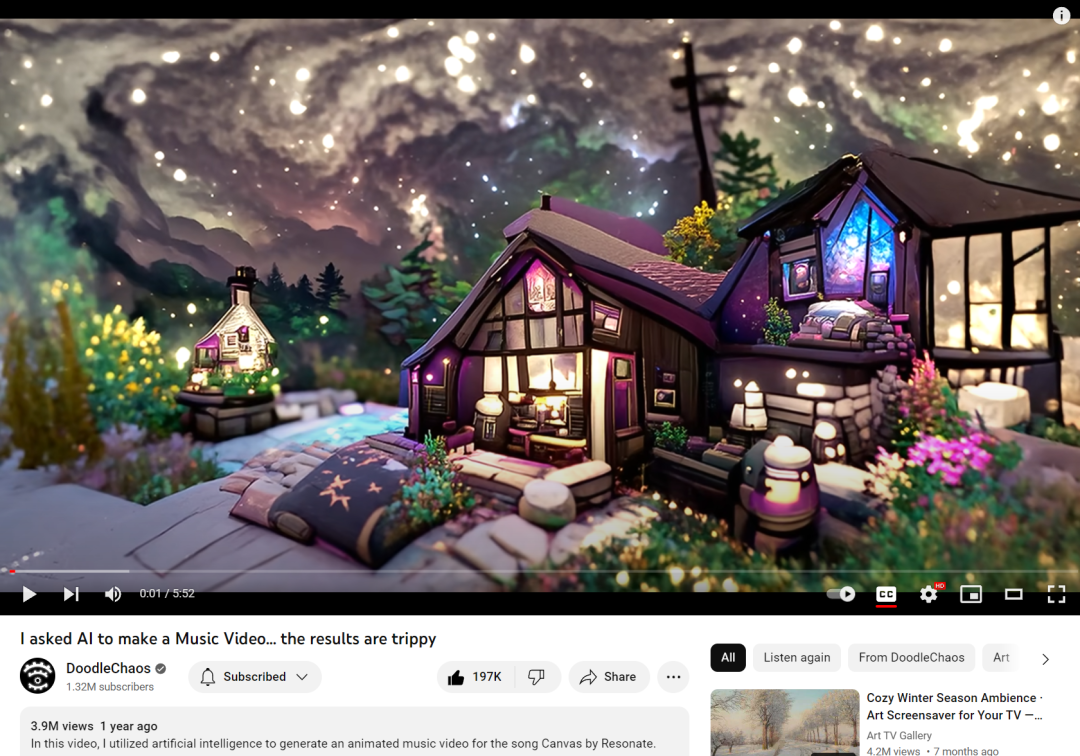 i
0:01 / 5:52
CC
HD
I asked AI to make a Music Video... the results are trippy
DoodleChaos
1.32M subscribers
Subscribed
197K
Share
All
Listen again
From DoodleChaos
Art
3.9M views 1 year ago
In this video, I utilized artificial intelligence to generate an animated music video for the song Canvas by Resonate.
Cozy Winter Season Ambience ·
Art Screensaver for Your TV —...
Art TV Gallery
4.2M views • 7 months ago